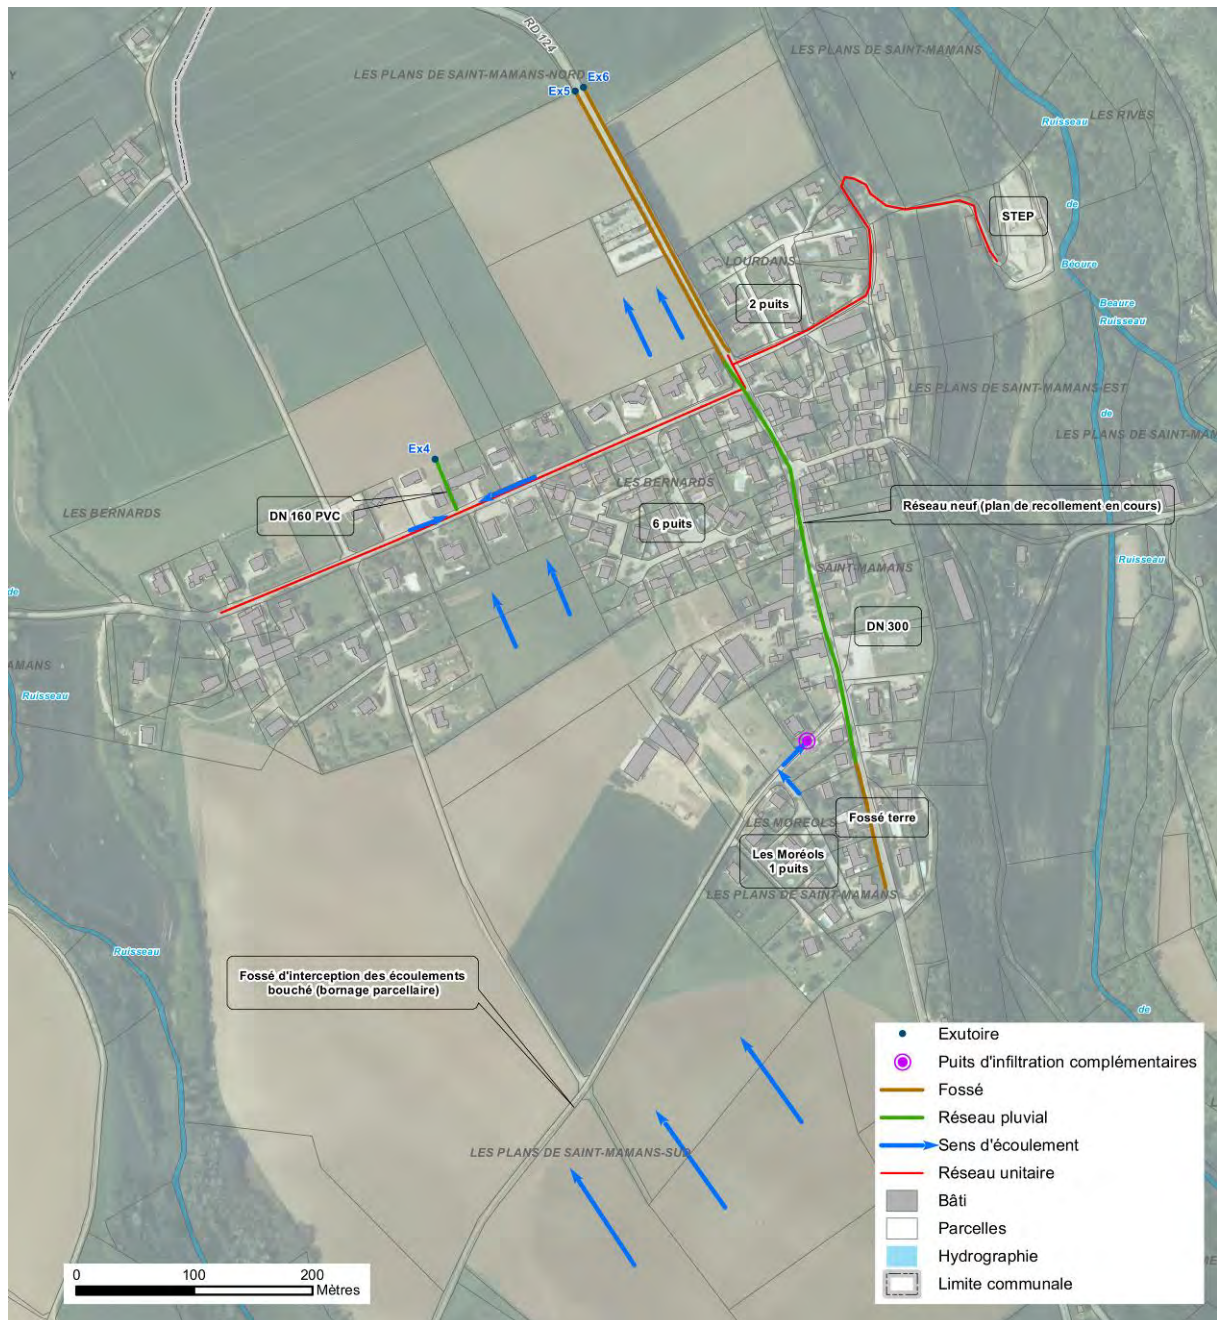 RD 124
LES PLANS DE SAINT-MAMANS
LES PLANS DE SAINT-MAMANS-NORD
Ex6
Ex5
Y
LES RIVES
Ruisseau
de
STEP
LOURDANS
Béoure
2 puits
Beaure
Ruisseau
LES PLANS DE SAINT-MAMANS-EST
de
LES PLANS DE SAINT-MAM
Ex4
LES BERNARDS
DN 160 PVC
LES BERNARDS
6 puits
Réseau neuf (plan de recollement en cours)
Ruisseau
SAINT-MAMANS
de
DN 300
AMANS
Ruisseau
LES MOREOLS
Fossé terre
Les Moréols
1 puits
LES PLANS DE SAINT-MAMANS
Ruisseau
Fossé d'interception des écoulements
bouché (bornage parcellaire)
de
LES PLANS DE SAINT-MAMANS-SUD
Exutoire
Puits d'infiltration complémentaires
Fossé
Réseau pluvial
Sens d'écoulement
Réseau unitaire
Bâti
Parcelles
Hydrographie
Limite communale
0 100 200
Mètres